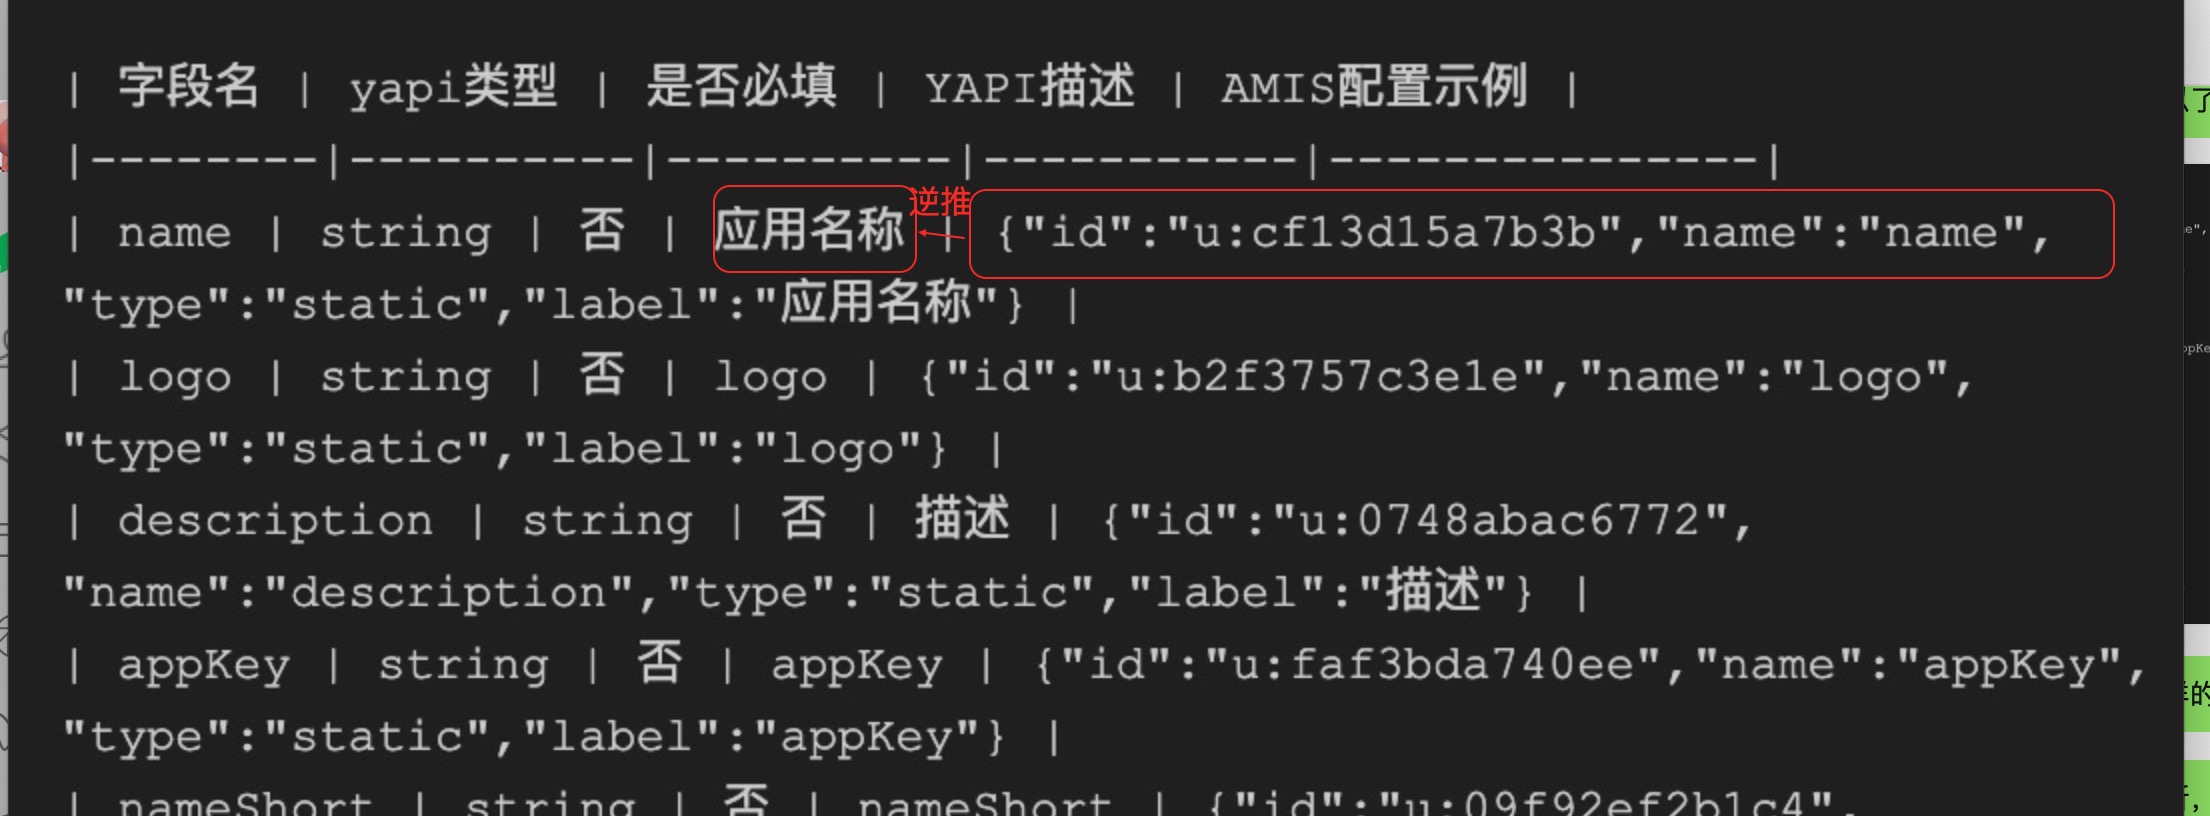 | 字段名 | yapi类型 | 是否必填 | YAPI描述 | AMIS配置示例 |
|--------|----------|----------|-----------|---------------|
逆推
| name | string | 否 | 应用名称 | {"id":"u:cf13d15a7b3b","name":"name",
"type":"static","label":"应用名称"} |
| logo | string | 否 | logo | {"id":"u:b2f3757c3e1e","name":"logo",
"type":"static","label":"logo"} |
| description | string | 否 | 描述 | {"id":"u:0748abac6772",
"name":"description","type":"static","label":"描述"} |
| appKey | string | 否 | appKey | {"id":"u:faf3bda740ee","name":"appKey",
"type":"static","label":"appKey"} |
| nameShort | string | 否 | nameShort | {"id":"u:09f92ef2b1c4",